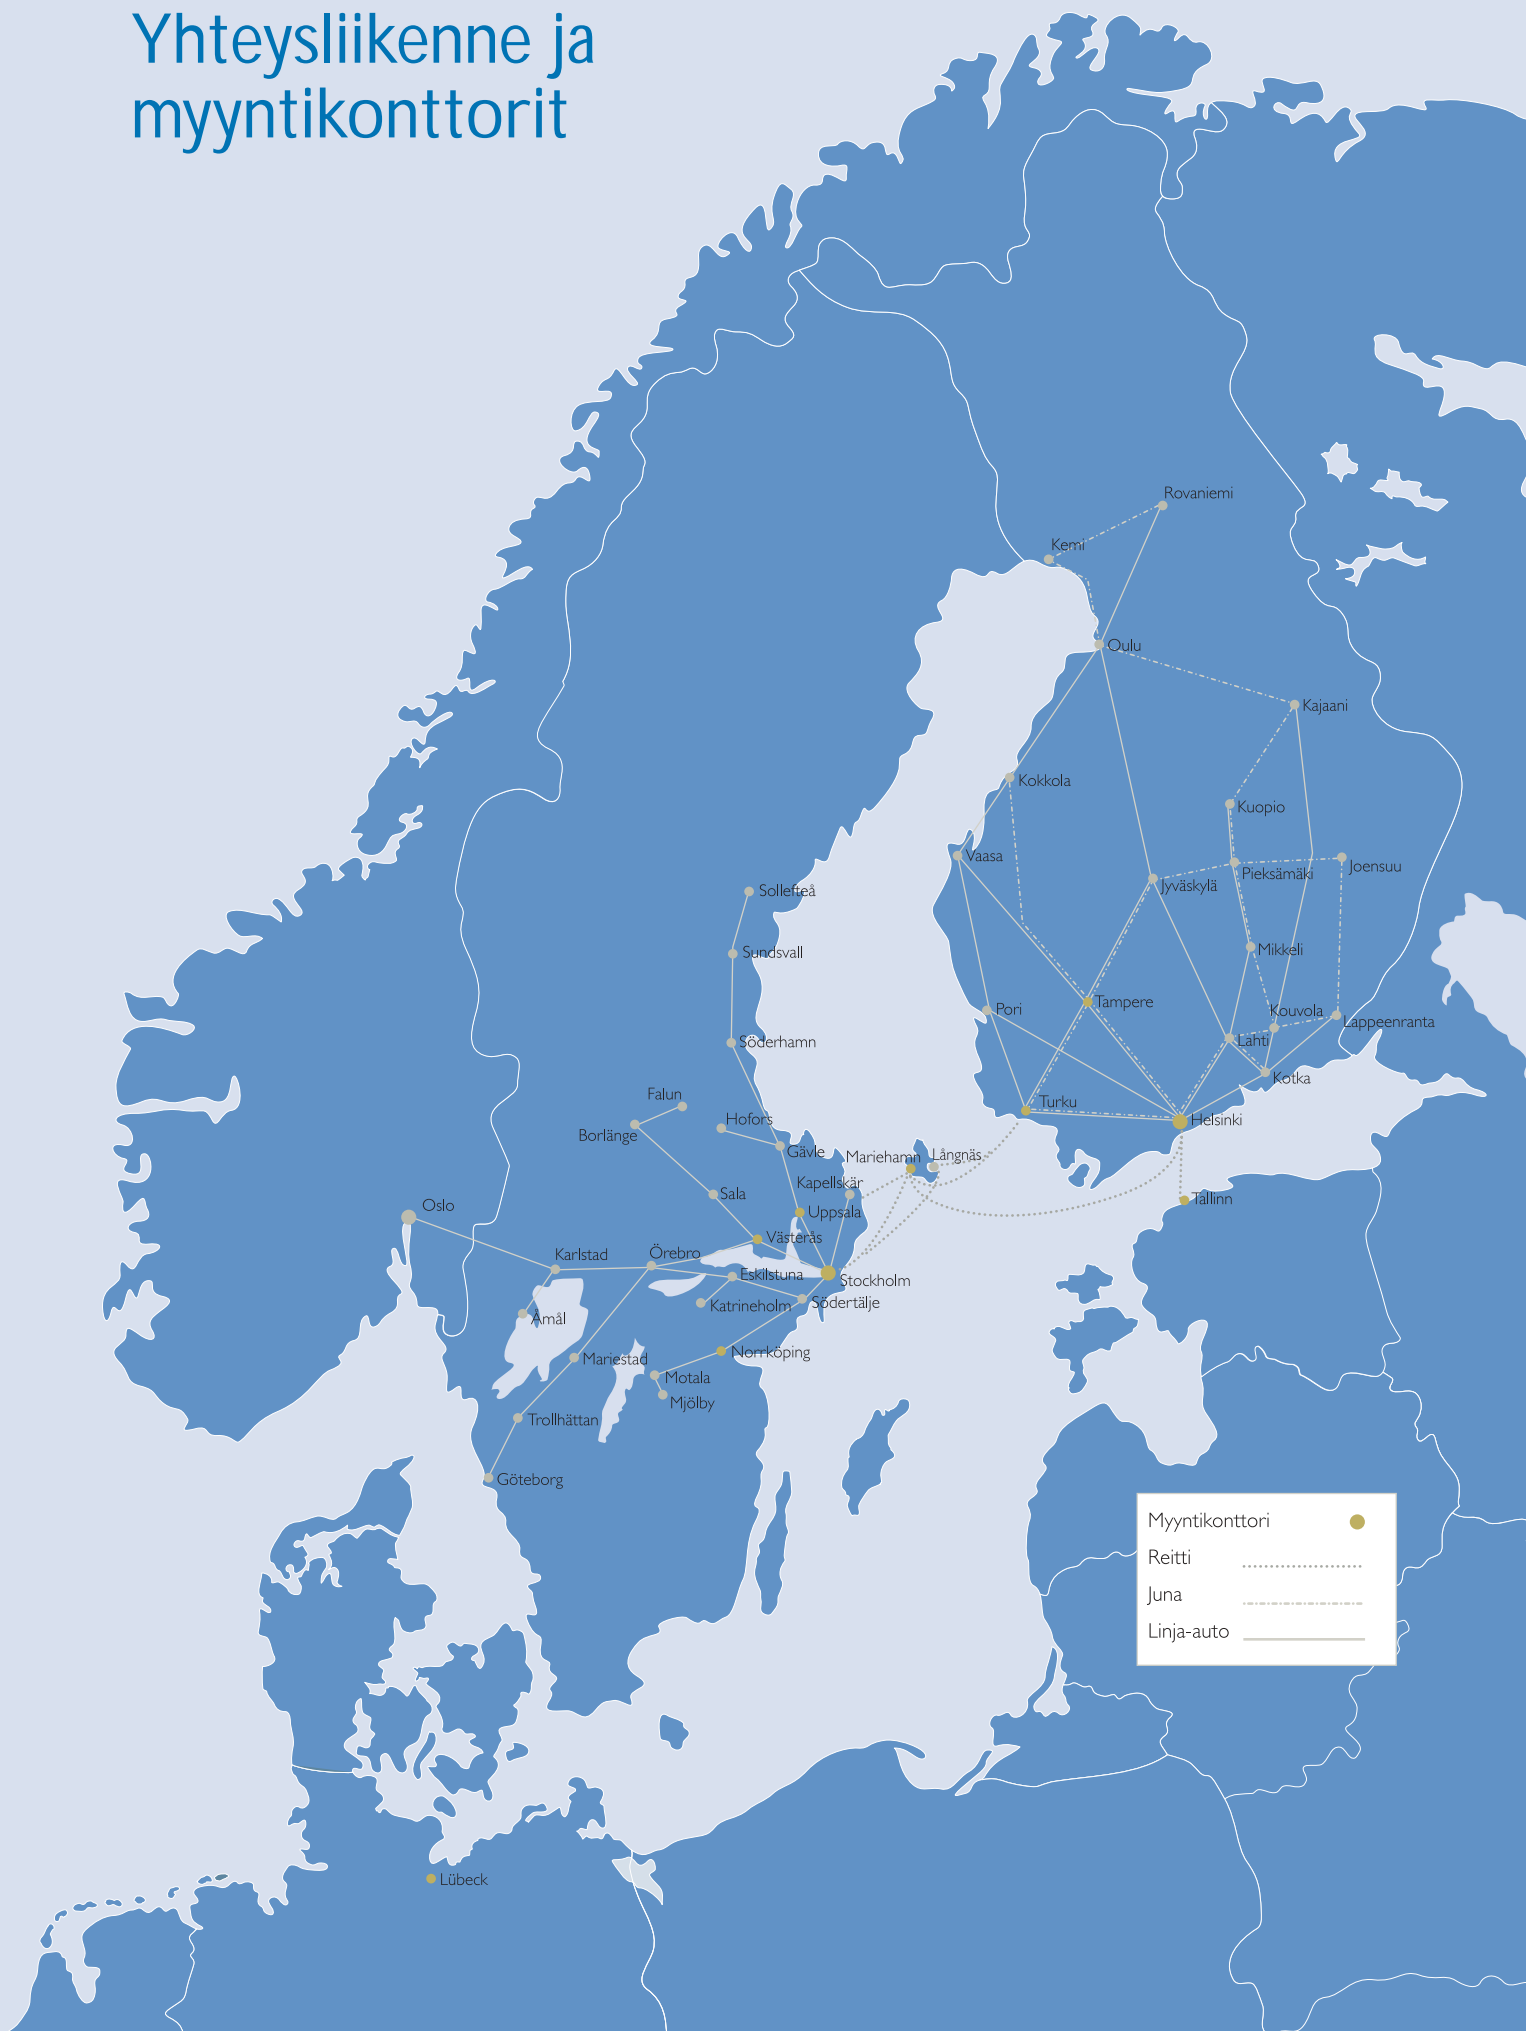 Yhteysliikenne ja
myyntikonttorit
Rovaniemi
Kemi
Oulu
Kajaani
Kokkola
Kuopio
Vaasa
Joensuu
Pieksämäki
Jyväskylä
Sollefteå
Mikkeli
Sundsvall
Tampere
Pori
Kouvola
Lappeenranta
Lahti
Söderhamn
Kotka
Falun
Turku
Hofors
Helsinki
Borlänge
Gävle
Mariehamn
Långnäs
Kapellskär
Sala
Tallinn
Oslo
Uppsala
Västerås
Örebro
Karlstad
Eskilstuna
Stockholm
Katrineholm
Södertälje
Åmål
Norrköping
Mariestad
Motala
Mjölby
Trollhättan
Göteborg
Myyntikonttori
Reitti
Juna
Linja-auto
Lübeck